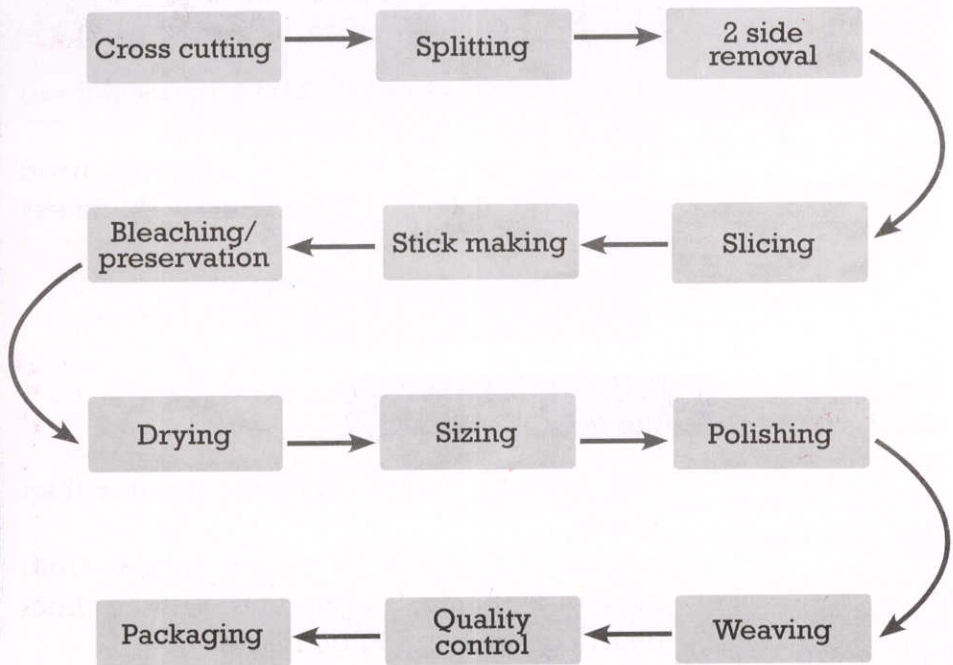 Cross cutting
Splitting
2 side
removal
Slicing
Stick making
Bleaching/
preservation
Drying
Sizing
Polishing
Weaving
Quality
control
Packaging